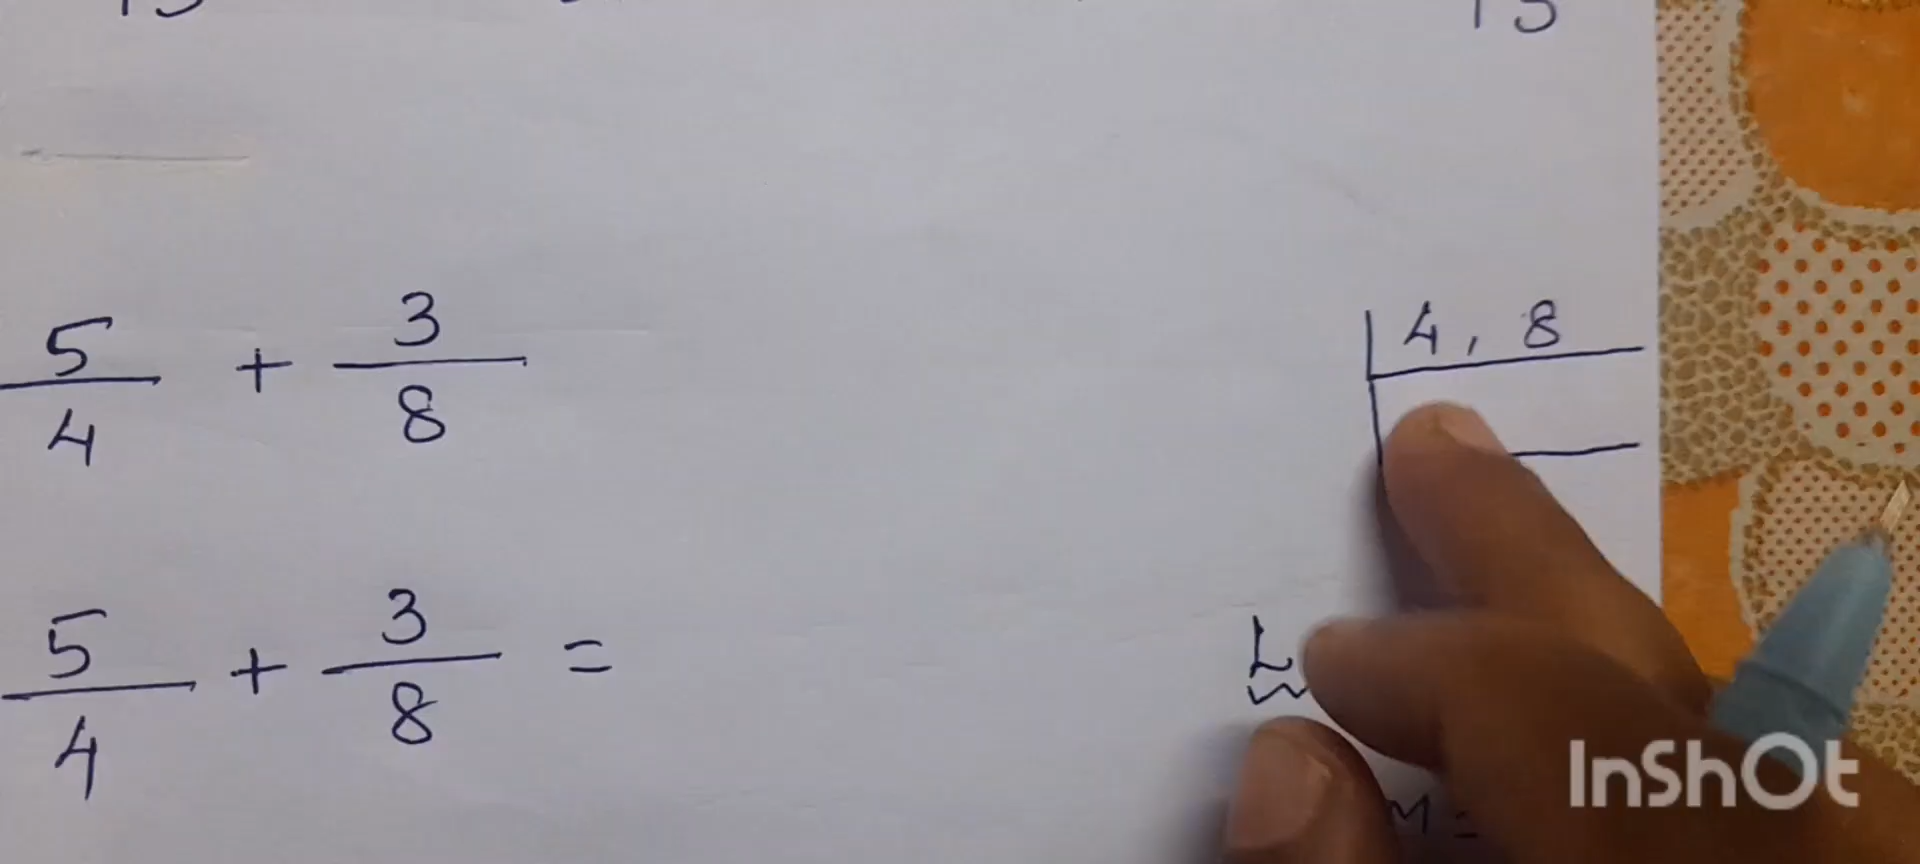 5/4 + 3/8
4, 8
5/4 + 3/8 =
L
M =
InShOt